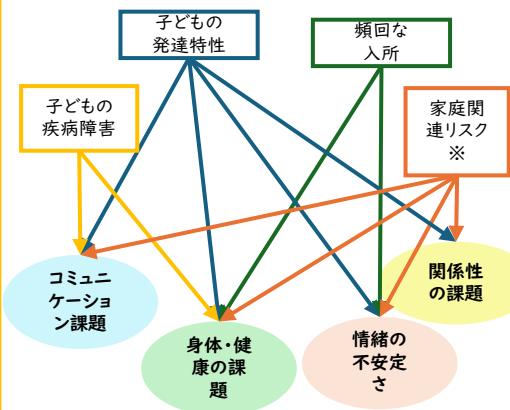 子どもの
発達特性
頻回な
入所
子どもの
疾病障害
家庭関
連リスク
※
コミュニ
ケーショ
ン課題
関係性
の課題
身体・健
康の課
題
情緒の
不安定
さ